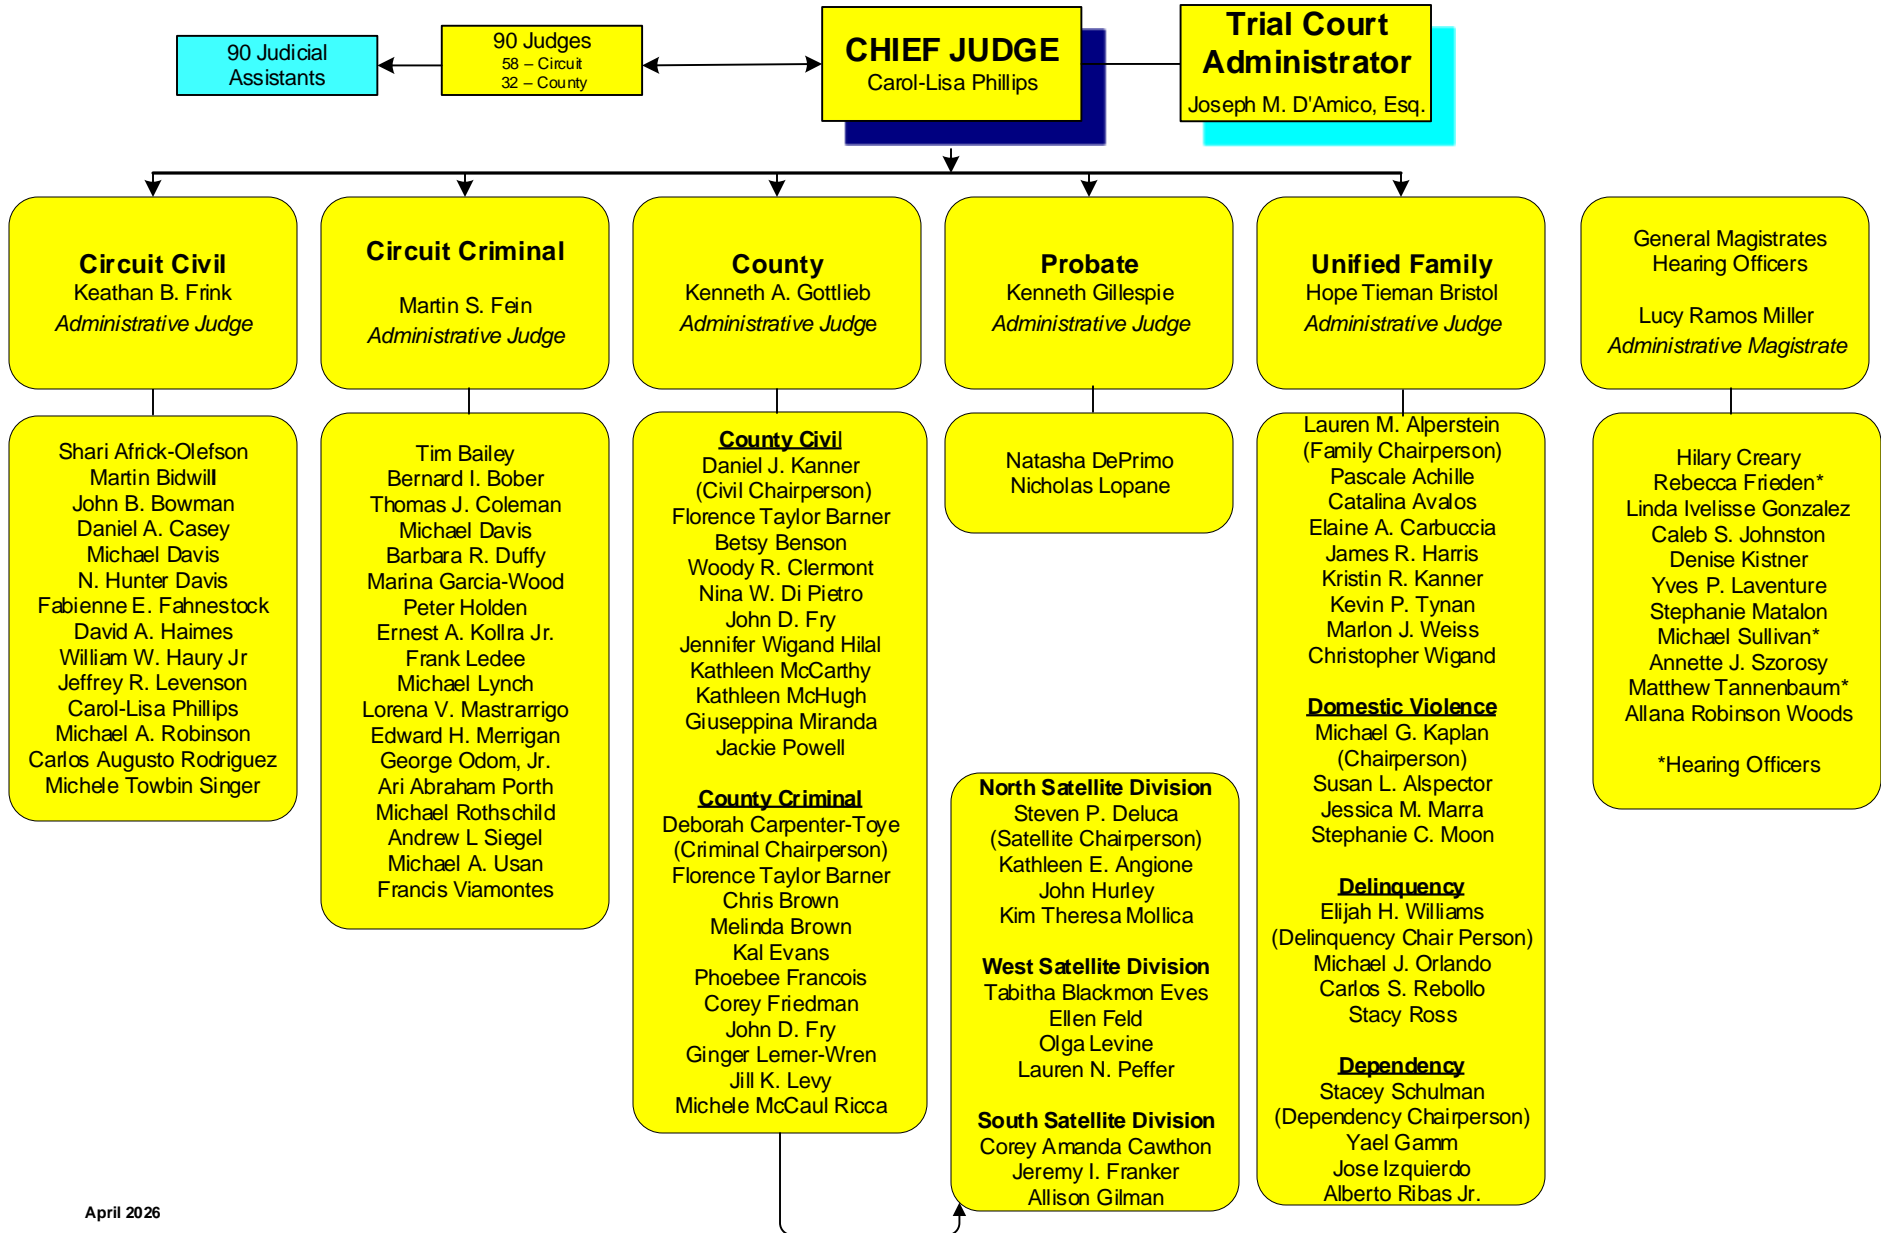 90 Judicial
Assistants
90 Judges
58 – Circuit
32 – County
CHIEF JUDGE
Carol-Lisa Phillips
Trial Court
Administrator
Joseph M. D'Amico, Esq.
Circuit Civil
Keathan B. Frink
Administrative Judge
Circuit Criminal
Martin S. Fein
Administrative Judge
County
Kenneth A. Gottlieb
Administrative Judge
Probate
Kenneth Gillespie
Administrative Judge
Unified Family
Hope Tieman Bristol
Administrative Judge
General Magistrates
Hearing Officers
Lucy Ramos Miller
Administrative Magistrate
Shari Africk-Olefson
Martin Bidwill
John B. Bowman
Daniel A. Casey
Michael Davis
N. Hunter Davis
Fabienne E. Fahnestock
David A. Haimes
William W. Haury Jr
Jeffrey R. Levenson
Carol-Lisa Phillips
Michael A. Robinson
Carlos Augusto Rodriguez
Michele Towbin Singer
Tim Bailey
Bernard I. Bober
Thomas J. Coleman
Michael Davis
Barbara R. Duffy
Marina Garcia-Wood
Peter Holden
Ernest A. Kollra Jr.
Frank Ledee
Michael Lynch
Lorena V. Mastrarrigo
Edward H. Merrigan
George Odom, Jr.
Ari Abraham Porth
Michael Rothschild
Andrew L Siegel
Michael A. Usan
Francis Viamontes
County Civil
Daniel J. Kanner
(Civil Chairperson)
Florence Taylor Barner
Betsy Benson
Woody R. Clermont
Nina W. Di Pietro
John D. Fry
Jennifer Wigand Hilal
Kathleen McCarthy
Kathleen McHugh
Giuseppina Miranda
Jackie Powell
County Criminal
Deborah Carpenter-Toye
(Criminal Chairperson)
Florence Taylor Barner
Chris Brown
Melinda Brown
Kal Evans
Phoebee Francois
Corey Friedman
John D. Fry
Ginger Lerner-Wren
Jill K. Levy
Michele McCaul Ricca
Natasha DePrimo
Nicholas Lopane
North Satellite Division
Steven P. Deluca
(Satellite Chairperson)
Kathleen E. Angione
John Hurley
Kim Theresa Mollica
West Satellite Division
Tabitha Blackmon Eves
Ellen Feld
Olga Levine
Lauren N. Peffer
South Satellite Division
Corey Amanda Cawthon
Jeremy I. Franker
Allison Gilman
Lauren M. Alperstein
(Family Chairperson)
Pascale Achille
Catalina Avalos
Elaine A. Carbuccia
James R. Harris
Kristin R. Kanner
Kevin P. Tynan
Marlon J. Weiss
Christopher Wigand
Domestic Violence
Michael G. Kaplan
(Chairperson)
Susan L. Alspector
Jessica M. Marra
Stephanie C. Moon
Delinquency
Elijah H. Williams
(Delinquency Chair Person)
Michael J. Orlando
Carlos S. Rebollo
Stacy Ross
Dependency
Stacey Schulman
(Dependency Chairperson)
Yael Gamm
Jose Izquierdo
Alberto Ribas Jr.
Hilary Creary
Rebecca Frieden*
Linda Ivelisse Gonzalez
Caleb S. Johnston
Denise Kistner
Yves P. Laventure
Stephanie Matalon
Michael Sullivan*
Annette J. Szorosy
Matthew Tannenbaum*
Allana Robinson Woods
*Hearing Officers
April 2026